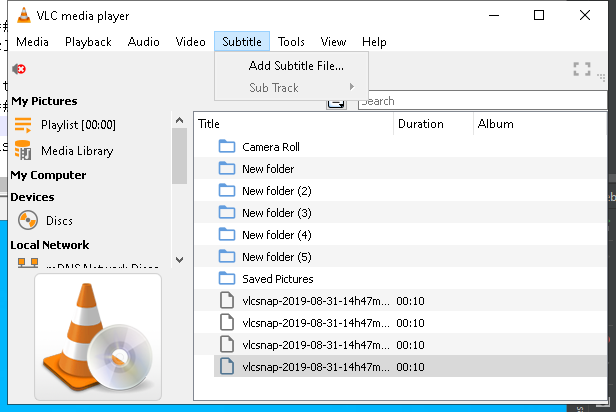 VLC media player
Media Playback Audio Video Subtitle Tools View Help
Add Subtitle File...
Sub Track
Search
My Pictures
Playlist [00:00]
Media Library
My Computer
Devices
Discs
Local Network
Title Duration Album
Camera Roll
New folder
New folder (2)
New folder (3)
New folder (4)
New folder (5)
Saved Pictures
vlcsnap-2019-08-31-14h47m... 00:10
vlcsnap-2019-08-31-14h47m... 00:10
vlcsnap-2019-08-31-14h47m... 00:10
vlcsnap-2019-08-31-14h47m... 00:10